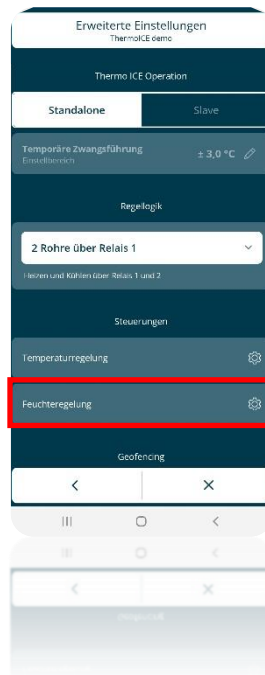 Erweiterte Einstellungen
ThermoICE demo
Thermo ICE Operation
Standalone
Slave
Temporäre Zwangsführung
Einstellbereich
± 3,0 °C
Regellogik
2 Rohre über Relais 1
Heizen und Kühlen über Relais 1 und 2
Steuerungen
Temperaturregelung
Feuchteregelung
Geofencing